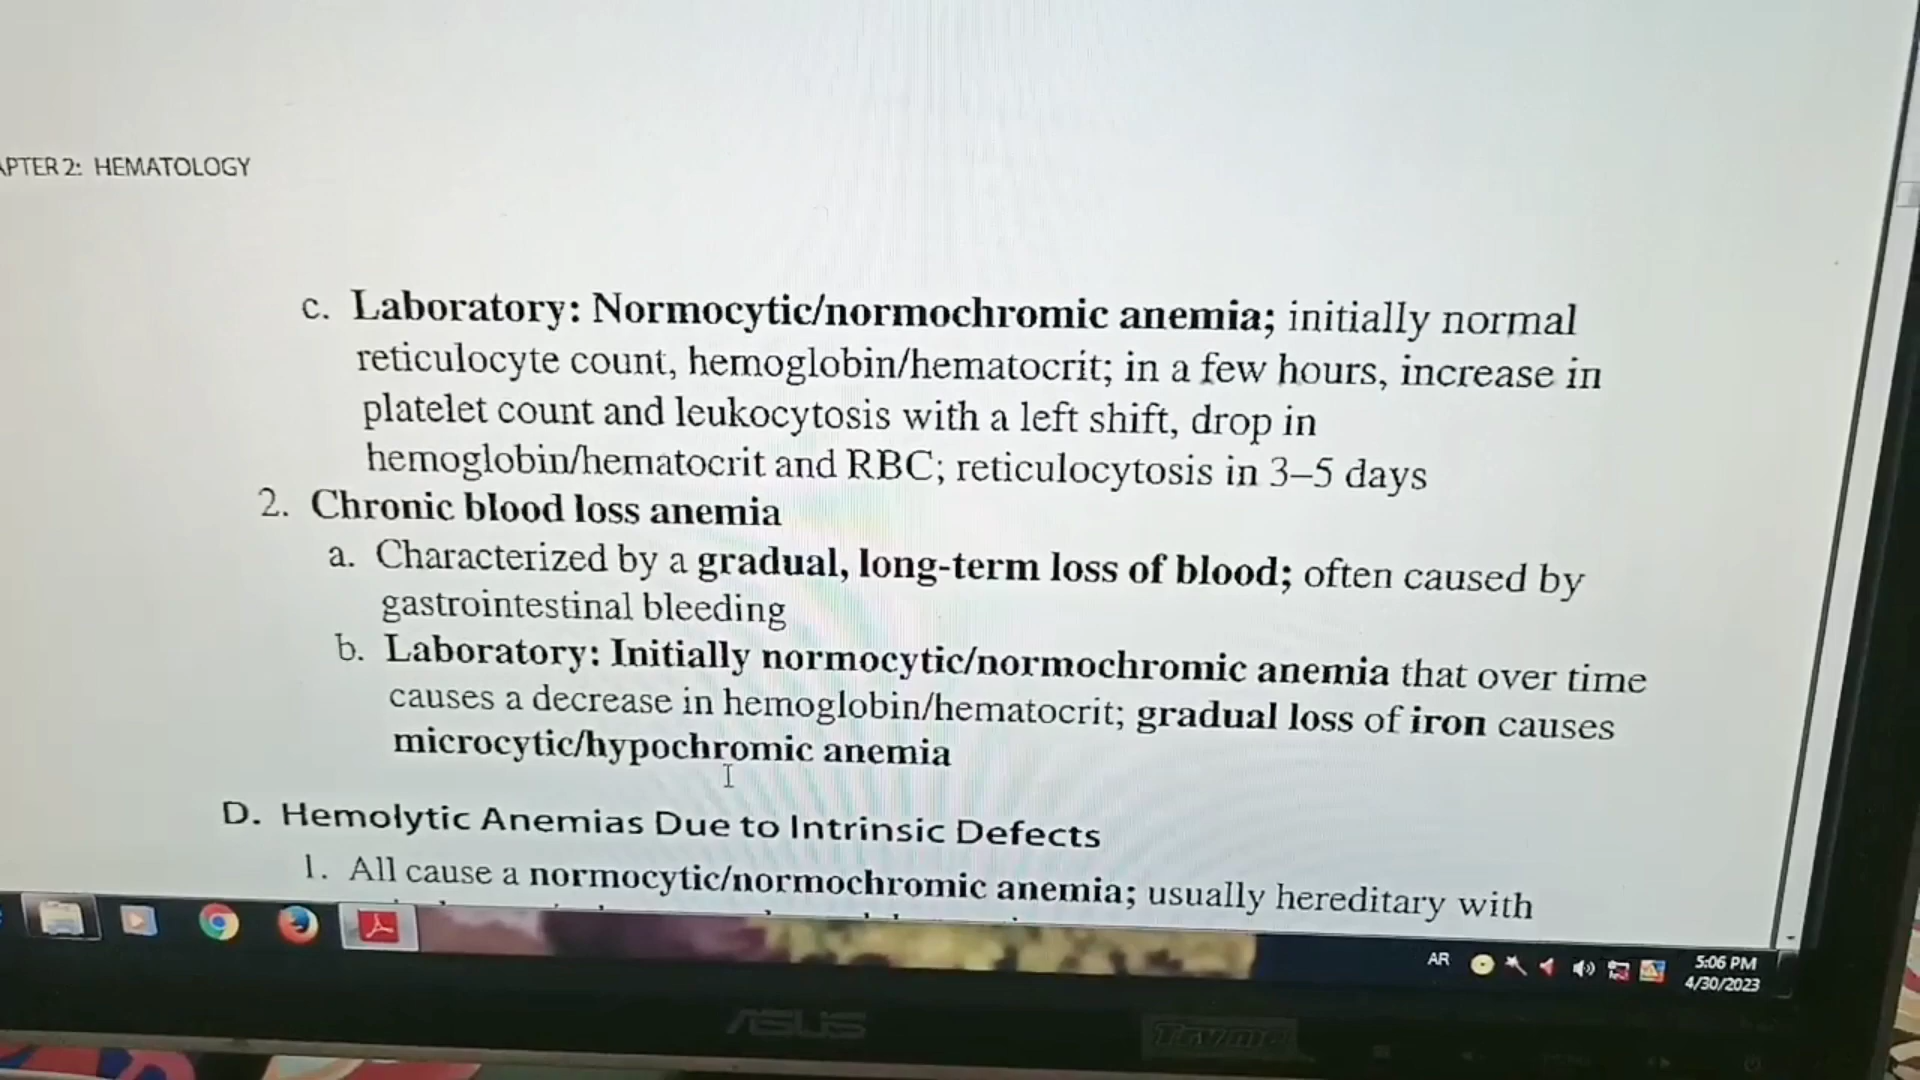 APTER 2: HEMATOLOGY
c. Laboratory: Normocytic/normochromic anemia; initially normal
reticulocyte count, hemoglobin/hematocrit; in a few hours, increase in
platelet count and leukocytosis with a left shift, drop in
hemoglobin/hematocrit and RBC; reticulocytosis in 3–5 days
2. Chronic blood loss anemia
a. Characterized by a gradual, long-term loss of blood; often caused by
gastrointestinal bleeding
b. Laboratory: Initially normocytic/normochromic anemia that over time
causes a decrease in hemoglobin/hematocrit; gradual loss of iron causes
microcytic/hypochromic anemia
D. Hemolytic Anemias Due to Intrinsic Defects
1. All cause a normocytic/normochromic anemia; usually hereditary with
AR
5:06 PM
4/30/2023
ASUS